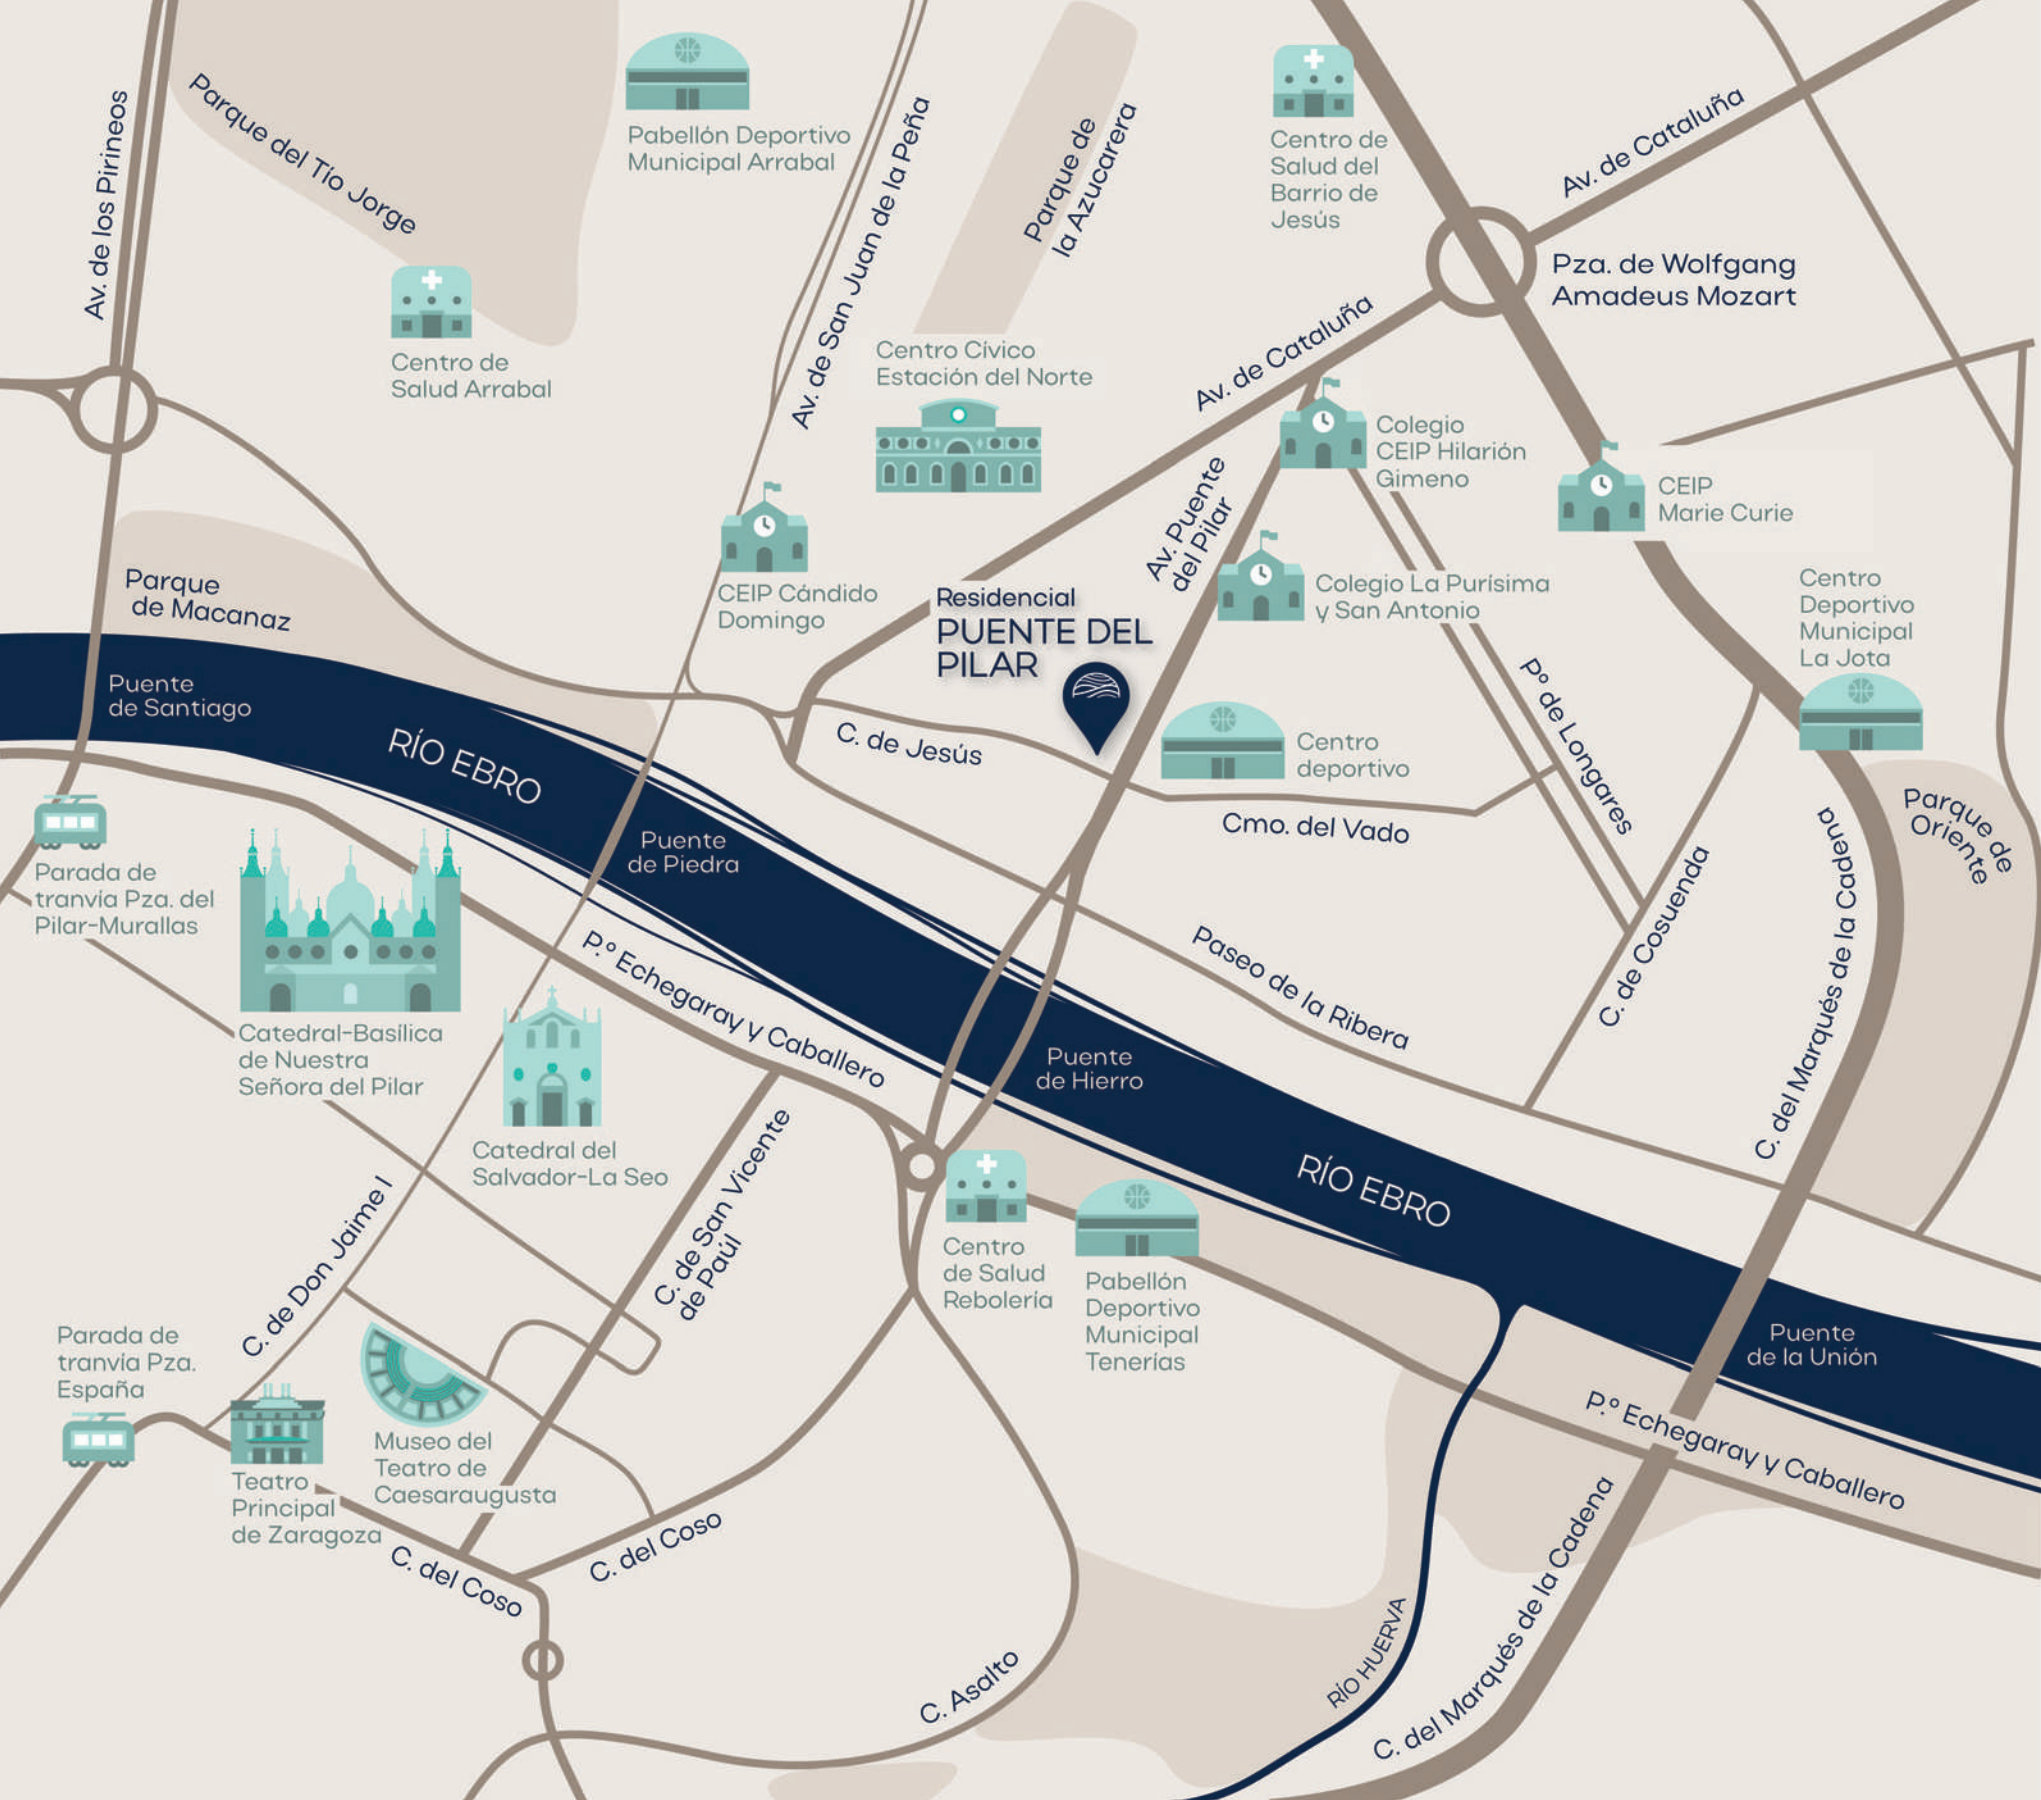 Av. de los Pirineos
Parque del Tío Jorge
Pabellón Deportivo
Municipal Arrabal
Av. de San Juan de la Peña
Parque de
la Azucarera
Centro de
Salud del
Barrio de
Jesús
Av. de Cataluña
Pza. de Wolfgang
Amadeus Mozart
Centro de
Salud Arrabal
Centro Cívico
Estación del Norte
Av. de Cataluña
Colegio
CEIP Hilarión
Gimeno
CEIP
Marie Curie
Av. Puente
del Pilar
Parque
de Macanaz
CEIP Cándido
Domingo
Residencial
PUENTE DEL
PILAR
Colegio La Purísima
y San Antonio
Centro
Deportivo
Municipal
La Jota
Puente
de Santiago
RÍO EBRO
C. de Jesús
Centro
deportivo
Pº de Longares
Cmo. del Vado
Parque de
Oriente
Puente
de Piedra
Parada de
tranvía Pza. del
Pilar-Murallas
C. de Cosuenda
C. del Marqués de la Cadena
P.º Echegaray y Caballero
Paseo de la Ribera
Catedral-Basílica
de Nuestra
Señora del Pilar
Puente
de Hierro
Catedral del
Salvador-La Seo
C. de San Vicente
de Paúl
RÍO EBRO
C. de Don Jaime I
Centro
de Salud
Rebolería
Pabellón
Deportivo
Municipal
Tenerías
Parada de
tranvía Pza.
España
Puente
de la Unión
Museo del
Teatro de
Caesaraugusta
Teatro
Principal
de Zaragoza
P.º Echegaray y Caballero
C. del Coso
C. del Coso
C. Asalto
RÍO HUERVA
C. del Marqués de la Cadena